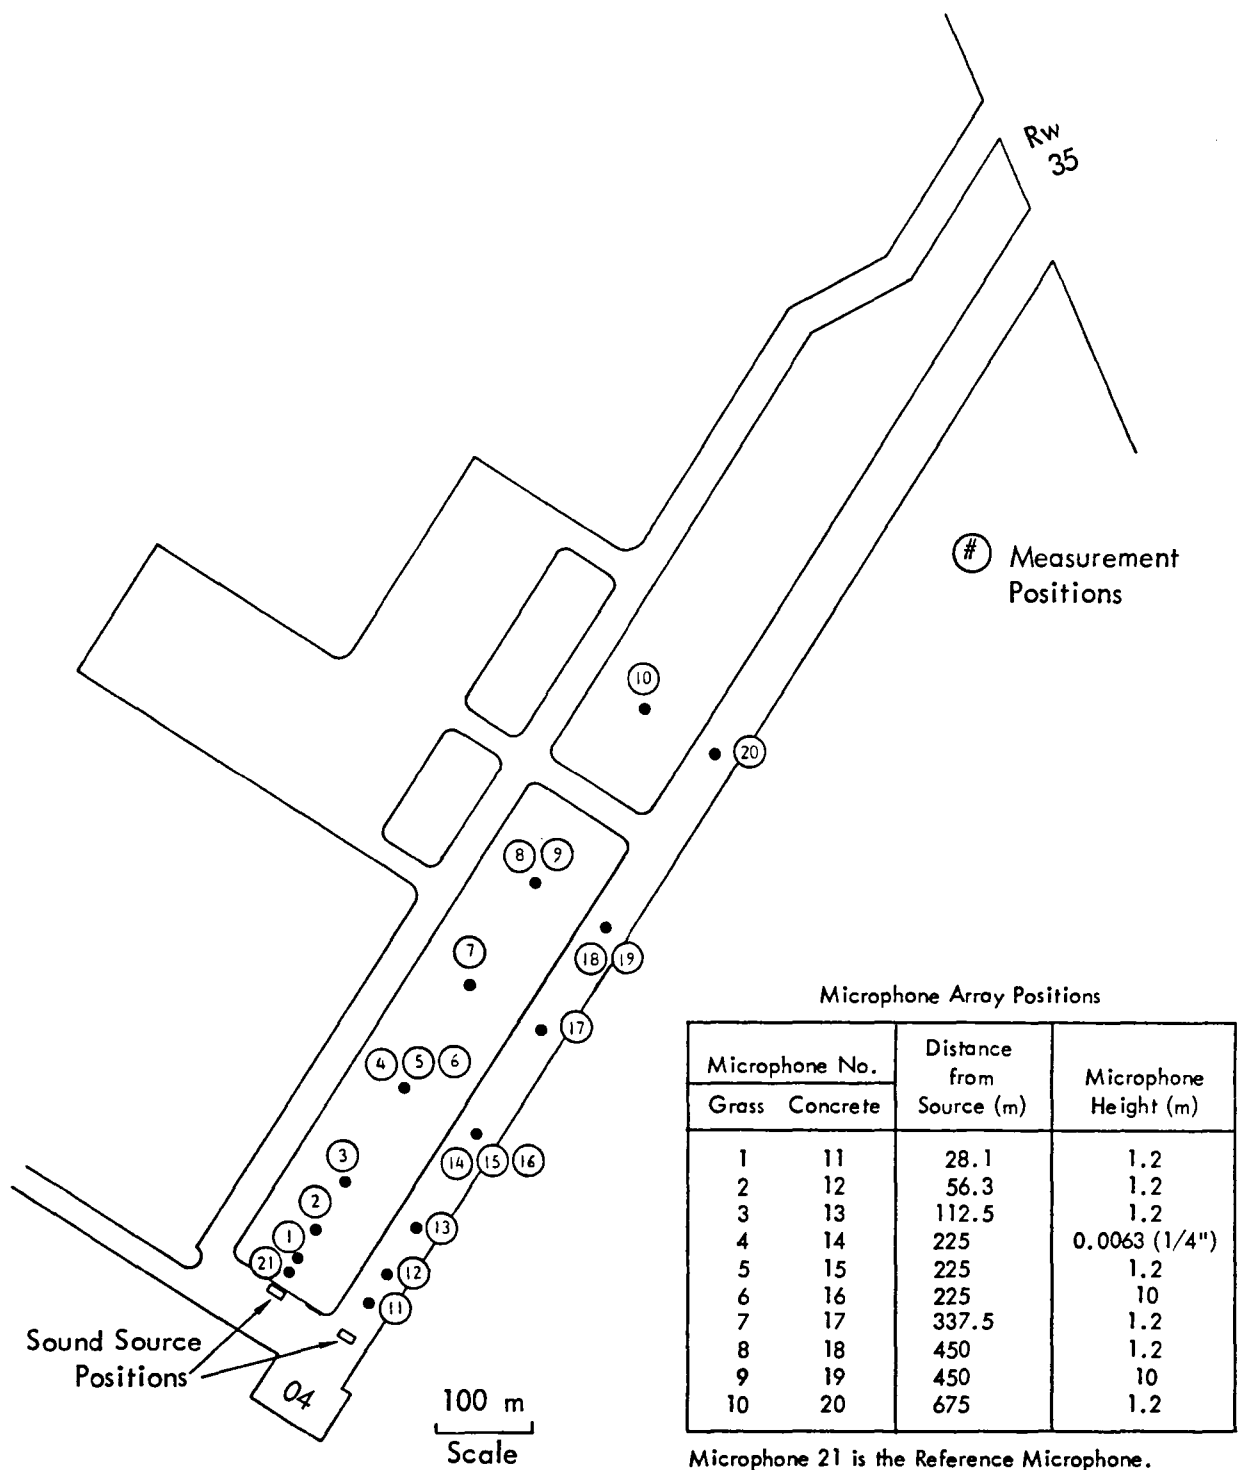 Rw
35
# Measurement
Positions
10
20
8 9
7
18 19
17
4 5 6
14 15 16
3
2
13
1
21
12
11
Sound Source
Positions
04
100 m
Scale
Microphone Array Positions
Microphone No.
Distance
from
Source (m)
Microphone
Height (m)
Grass Concrete
1 11 28.1 1.2
2 12 56.3 1.2
3 13 112.5 1.2
4 14 225 0.0063 (1/4")
5 15 225 1.2
6 16 225 10
7 17 337.5 1.2
8 18 450 1.2
9 19 450 10
10 20 675 1.2
Microphone 21 is the Reference Microphone.